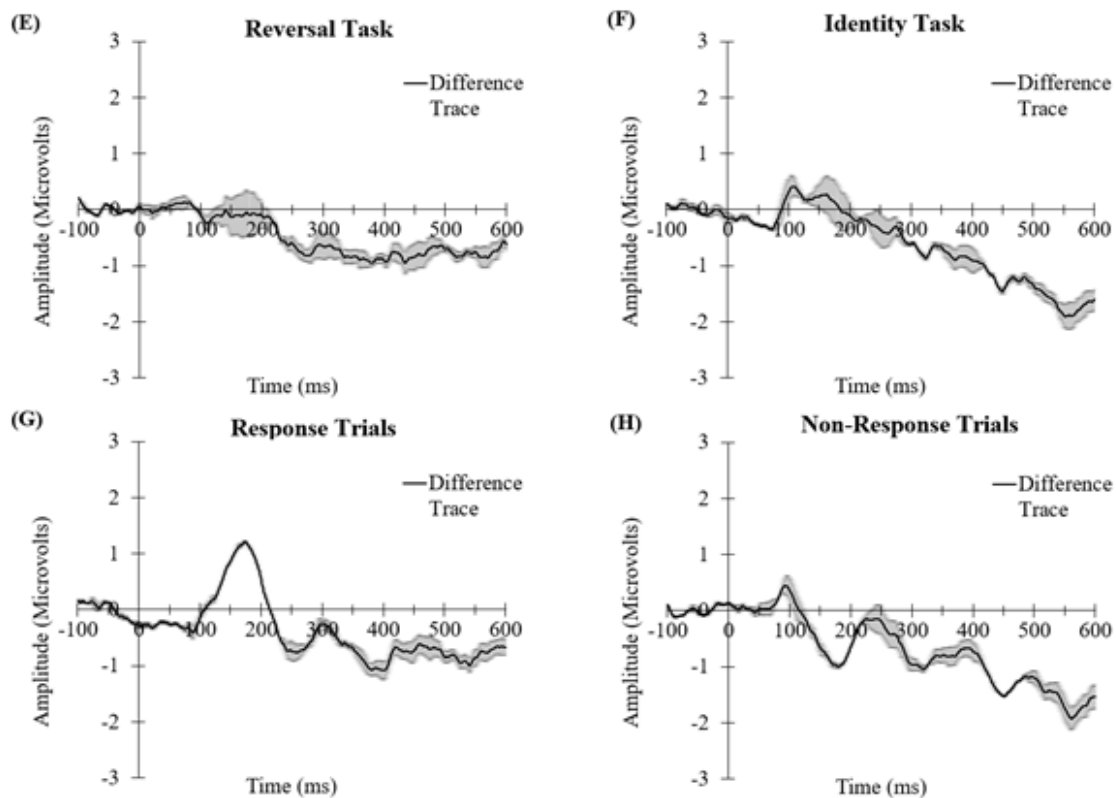 (E)
Reversal Task
3
2
1
0
-1
-2
-3
-100
0
100
200
300
400
500
600
Amplitude (Microvolts)
Time (ms)
Difference
Trace
(F)
Identity Task
3
2
1
0
-1
-2
-3
-100
0
100
200
300
400
500
600
Amplitude (Microvolts)
Time (ms)
Difference
Trace
(G)
Response Trials
3
2
1
0
-1
-2
-3
-100
0
100
200
300
400
500
600
Amplitude (Microvolts)
Time (ms)
Difference
Trace
(H)
Non-Response Trials
3
2
1
0
-1
-2
-3
-100
0
100
200
300
400
500
600
Amplitude (Microvolts)
Time (ms)
Difference
Trace